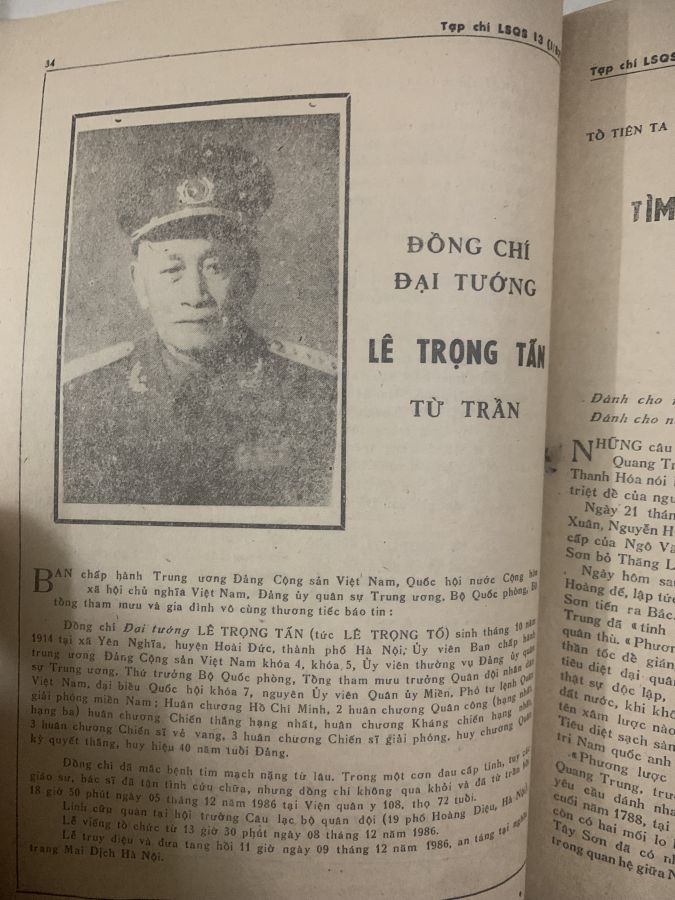 34
Tạp chí LSQS 13
ĐỒNG CHÍ
ĐẠI TƯỚNG
LÊ TRỌNG TẤN
TỪ TRẦN
BAN chấp hành Trung ương Đảng Cộng sản Việt Nam, Quốc hội nước Cộng hòa
xã hội chủ nghĩa Việt Nam, Đảng ủy quân sự Trung ương, Bộ Quốc phòng, Bộ
tổng tham mưu và gia đình vô cùng thương tiếc báo tin :
Đồng chí Đại tướng LÊ TRỌNG TẤN (tức LÊ TRỌNG TỐ) sinh tháng 10 năm
1914 tại xã Yên Nghĩa, huyện Hoài Đức, thành phố Hà Nội; Ủy viên Ban chấp hành
trung ương Đảng Cộng sản Việt Nam khóa 4, khóa 5, Ủy viên thường vụ Đảng ủy quân
sự Trung ương, Thứ trưởng Bộ Quốc phòng, Tổng tham mưu trưởng Quân đội nhân dân
Việt Nam, đại biểu Quốc hội khóa 7, nguyên Ủy viên Quân ủy Miền, Phó tư lệnh Quân
giải phóng miền Nam ; Huân chương Hồ Chí Minh, 2 huân chương Quân công (hạng nhất,
hạng ba) huân chương Chiến thắng hạng nhất, huân chương Kháng chiến hạng nhất,
3 huân chương Chiến sĩ vẻ vang, 3 huân chương Chiến sĩ giải phóng, huy chương Quân
kỳ quyết thắng, huy hiệu 40 năm tuổi Đảng.
Đồng chí đã mắc bệnh tim mạch nặng từ lâu. Trong một cơn đau cấp tính, tuy các
giáo sư, bác sĩ đã tận tình cứu chữa, nhưng đồng chí không qua khỏi và đã từ trần hồi
18 giờ 50 phút ngày 05 tháng 12 năm 1986 tại Viện quân y 108, thọ 72 tuổi.
Linh cữu quàn tại hội trường Câu lạc bộ quân đội (19 phố Hoàng Diệu, Hà Nội).
Lễ viếng tổ chức từ 13 giờ 30 phút ngày 08 tháng 12 năm 1986.
Lễ truy điệu và đưa tang hồi 11 giờ ngày 09 tháng 12 năm 1986, an táng tại nghĩa
trang Mai Dịch Hà Nội.
Tạp chí LSQS
TỔ TIÊN TA
TÌM
Dành cho
Dành cho
NHỮNG câu
Quang
Thanh Hóa nói
triệt để của
Ngày 21
Xuân, Nguyễn
cấp của Ngô
Sơn bỏ Thăng
Ngày hôm
Hoàng đế, lập tức
Sơn tiến ra Bắc.
Trung đã «tính
quân thù. «Phương
thần tốc để
tiêu diệt đại quân
thật sự độc lập,
đất nước, khi
tên xâm lược nào
Tiêu diệt sạch
trị Nam quốc anh
«Phương lược
Quang Trung,
yêu cầu đánh
cuối năm 1788, tại
còn có hai mối lo
Tây Sơn đã có
trong quan hệ giữa